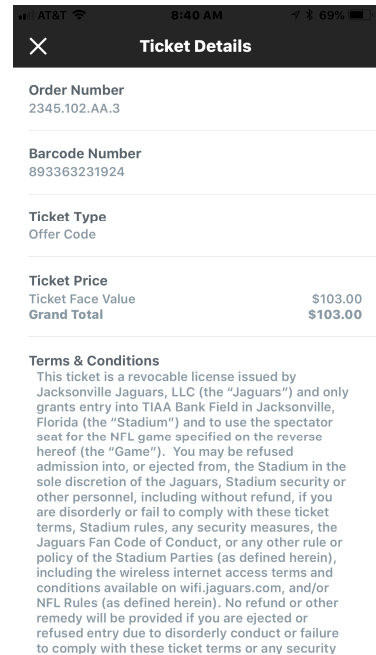 AT&T 8:40 AM 69%
Ticket Details
Order Number
2345.102.AA.3
Barcode Number
893363231924
Ticket Type
Offer Code
Ticket Price
Ticket Face Value $103.00
Grand Total $103.00
Terms & Conditions
This ticket is a revocable license issued by
Jacksonville Jaguars, LLC (the “Jaguars”) and only
grants entry into TIAA Bank Field in Jacksonville,
Florida (the “Stadium”) and to use the spectator
seat for the NFL game specified on the reverse
hereof (the “Game”).  You may be refused
admission into, or ejected from, the Stadium in the
sole discretion of the Jaguars, Stadium security or
other personnel, including without refund, if you
are disorderly or fail to comply with these ticket
terms, Stadium rules, any security measures, the
Jaguars Fan Code of Conduct, or any other rule or
policy of the Stadium Parties (as defined herein),
including the wireless internet access terms and
conditions available on wifi.jaguars.com, and/or
NFL Rules (as defined herein). No refund or other
remedy will be provided if you are ejected or
refused entry due to disorderly conduct or failure
to comply with these ticket terms or any security